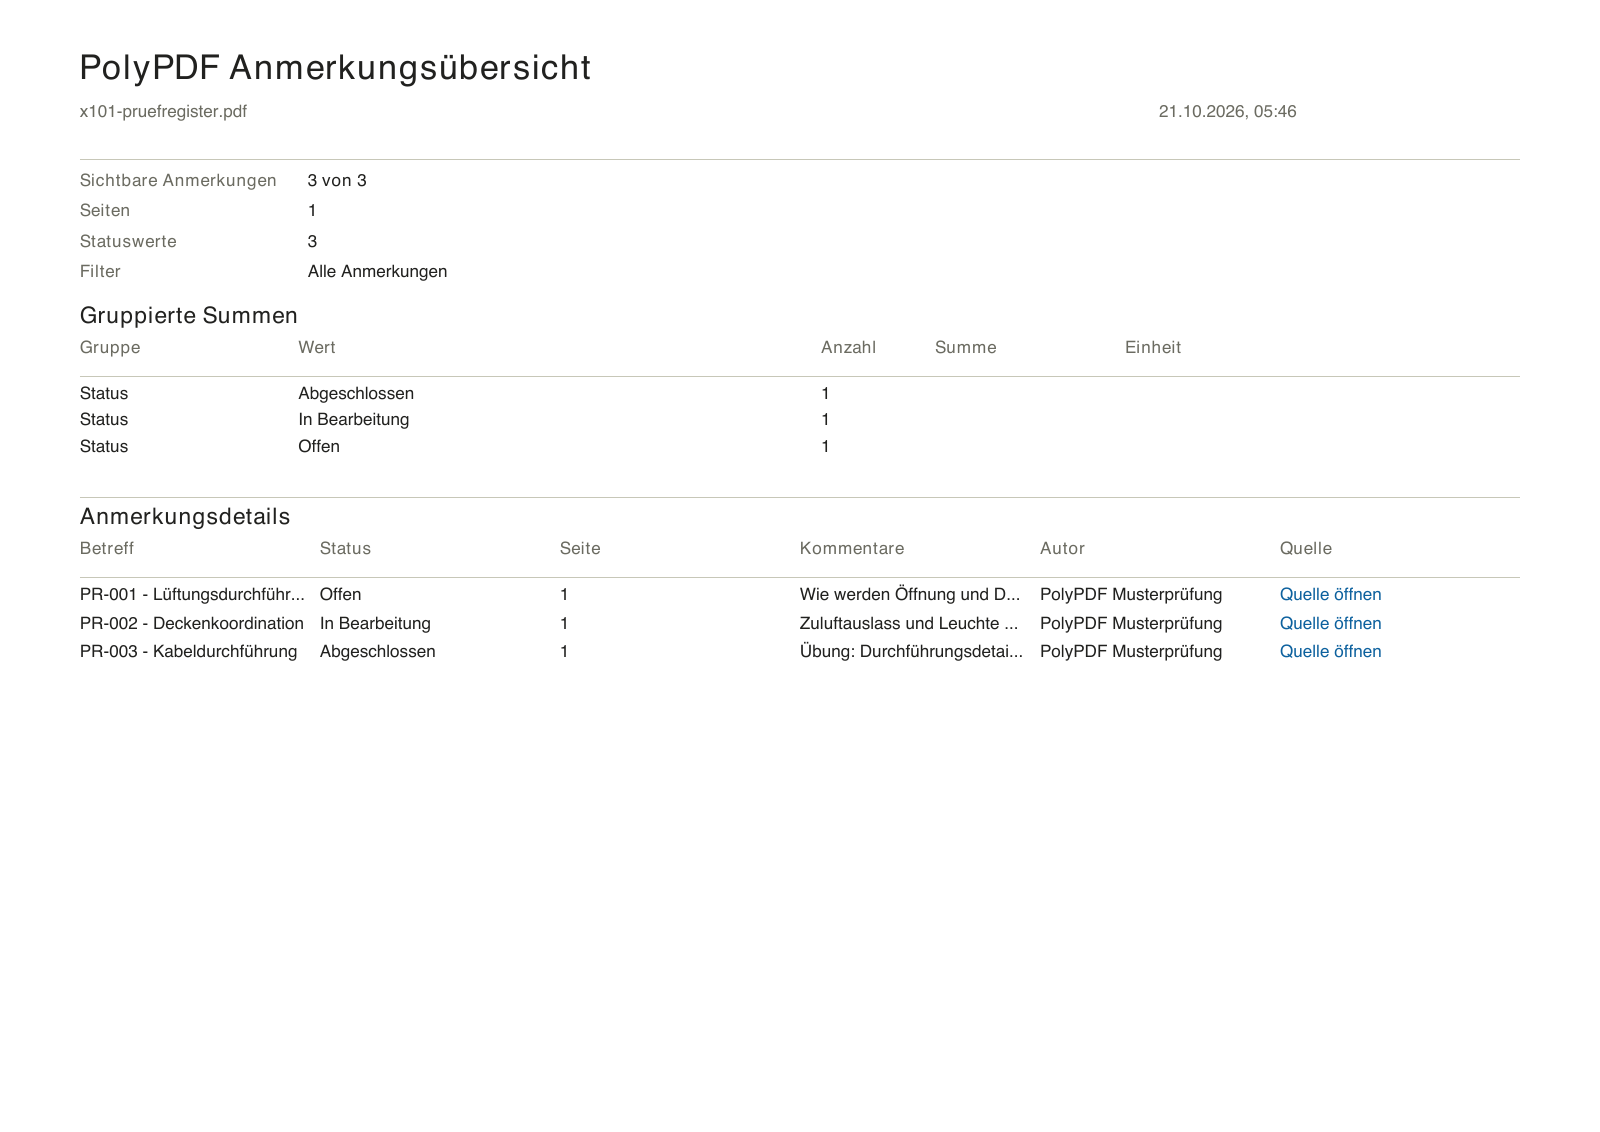 PolyPDF Anmerkungsübersicht
x101-pruefregister.pdf 21.10.2026, 05:46
Sichtbare Anmerkungen 3 von 3
Seiten 1
Statuswerte 3
Filter Alle Anmerkungen
Gruppierte Summen
Gruppe Wert Anzahl Summe Einheit
Status Abgeschlossen 1
Status In Bearbeitung 1
Status Offen 1
Anmerkungsdetails
Betreff Status Seite Kommentare Autor Quelle
PR-001 - Lüftungsdurchführ... Offen 1 Wie werden Öffnung und D... PolyPDF Musterprüfung Quelle öffnen
PR-002 - Deckenkoordination In Bearbeitung 1 Zuluftauslass und Leuchte ... PolyPDF Musterprüfung Quelle öffnen
PR-003 - Kabeldurchführung Abgeschlossen 1 Übung: Durchführungsdetai... PolyPDF Musterprüfung Quelle öffnen